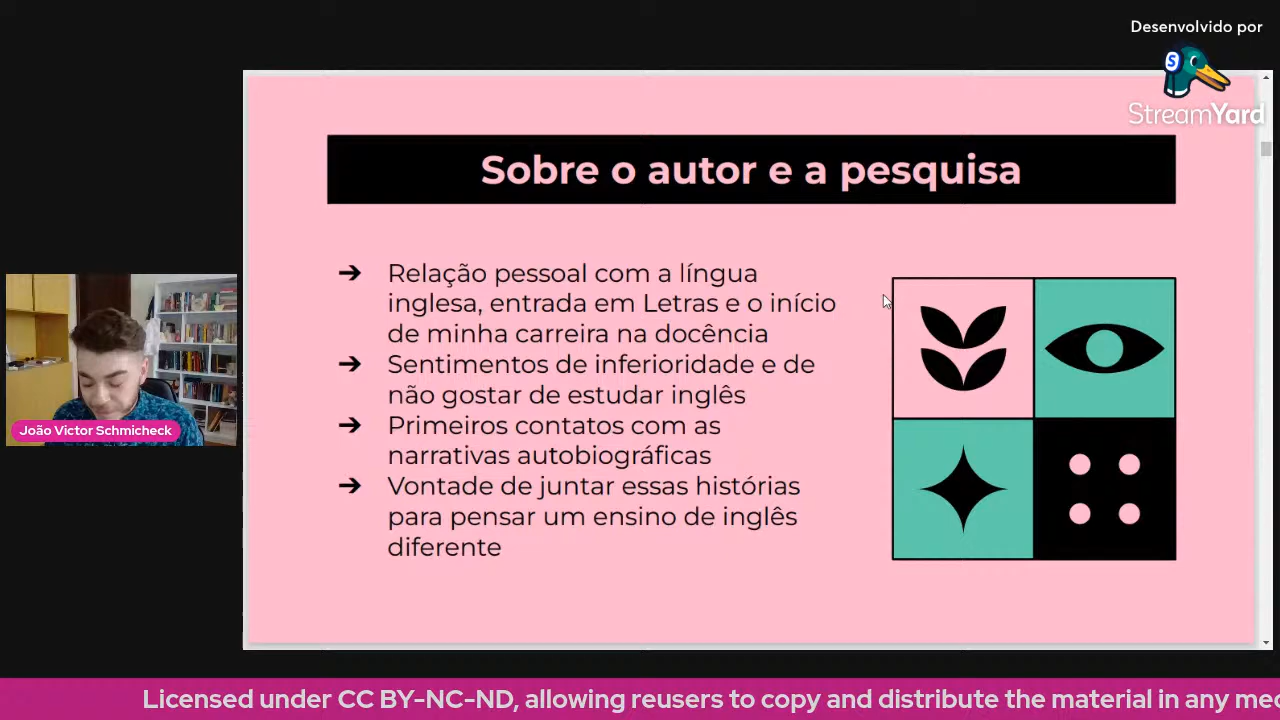 Desenvolvido por
StreamYard
Sobre o autor e a pesquisa
➔ Relação pessoal com a língua
inglesa, entrada em Letras e o início
de minha carreira na docência
➔ Sentimentos de inferioridade e de
não gostar de estudar inglês
➔ Primeiros contatos com as
narrativas autobiográficas
➔ Vontade de juntar essas histórias
para pensar um ensino de inglês
diferente
João Victor Schmicheck
Licensed under CC BY-NC-ND, allowing reusers to copy and distribute the material in any